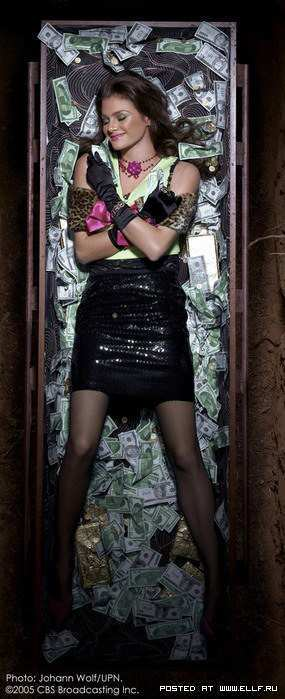 Photo: Johann Wolf/UPN.
©2005 CBS Broadcasting Inc.
POSTED AT WWW.ELLF.RU